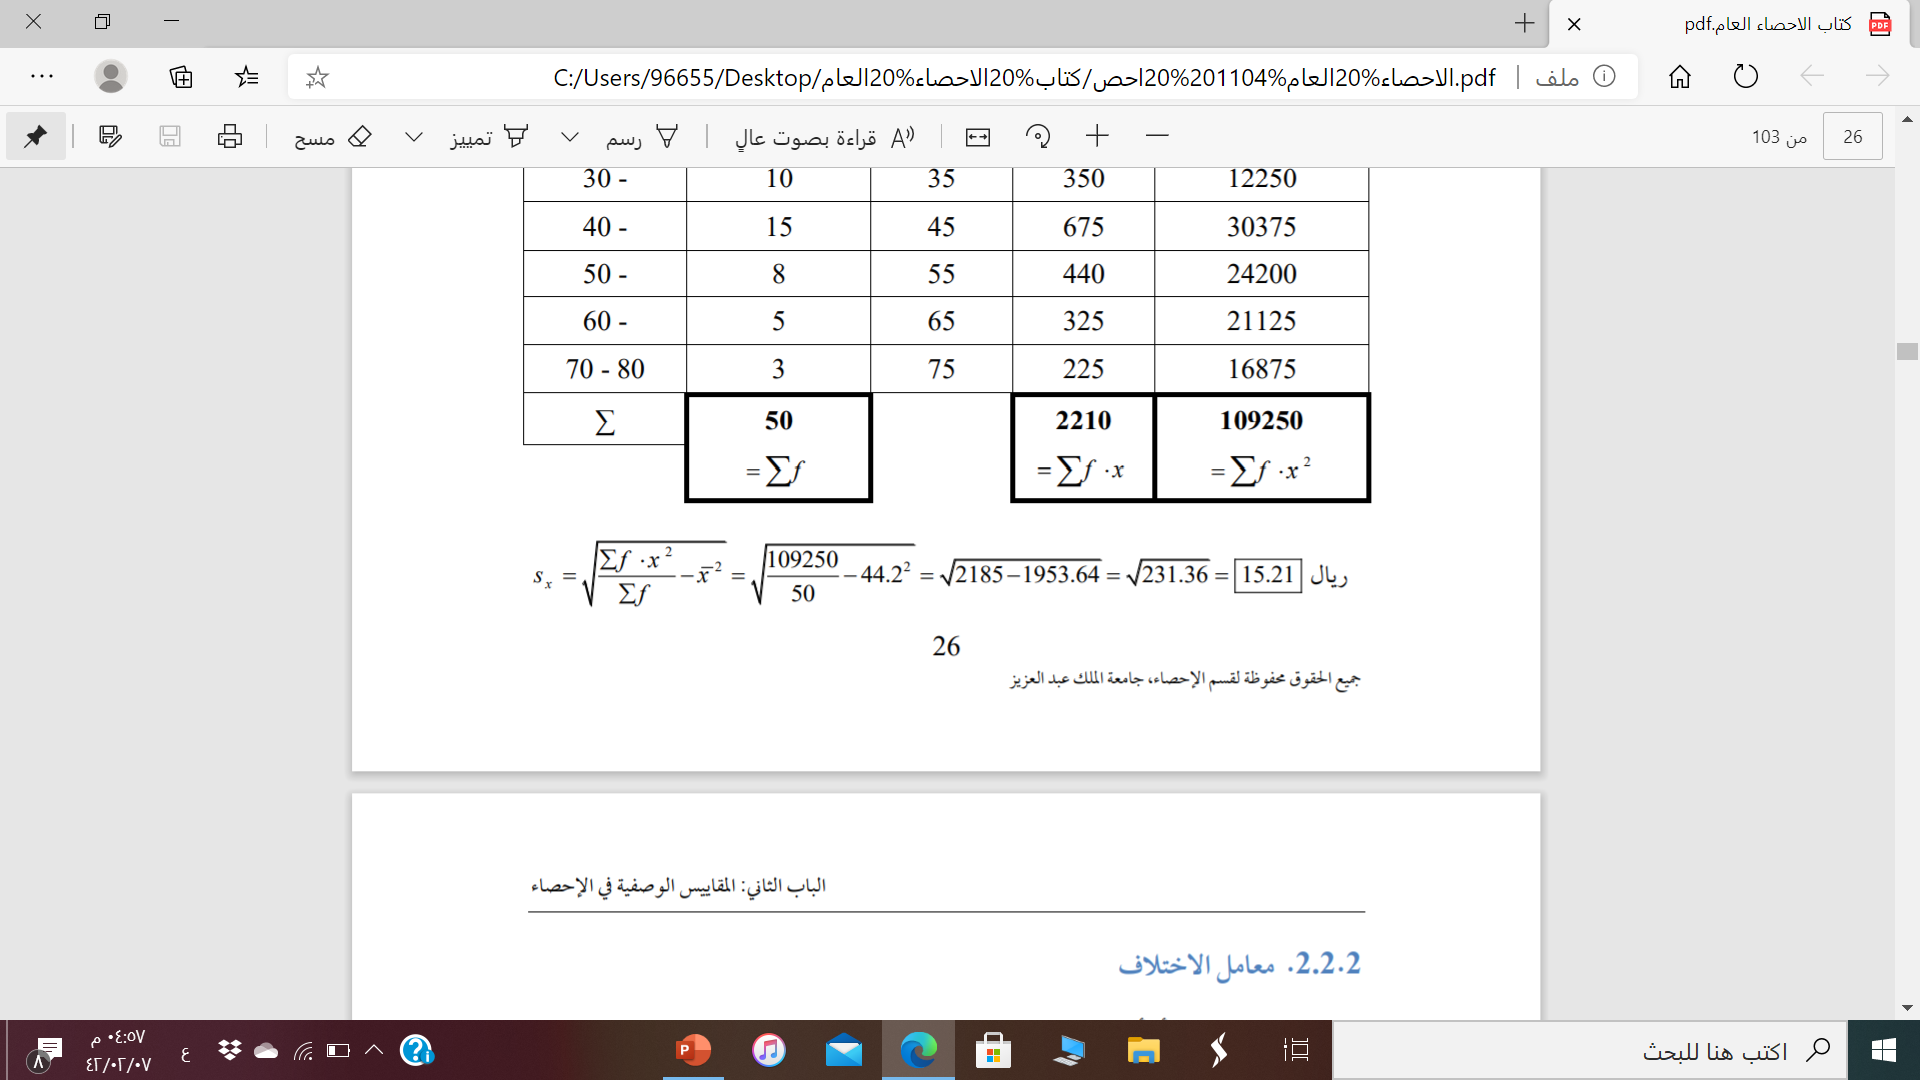 كتاب الاحصاء العام.pdf
C:/Users/96655/Desktop/الاحصاء%20العام%201104%20احص/كتاب%20الاحصاء%20العام.pdf
ملف
26
من 103
قراءة بصوت عالٍ
رسم
تمييز
مسح
30 - 10 35 350 12250
40 - 15 45 675 30375
50 - 8 55 440 24200
60 - 5 65 325 21125
70 - 80 3 75 225 16875
∑ 50 2210 109250
=∑f =∑f·x =∑f·x²
sₓ = √(∑f·x²/∑f − x̄²) = √(109250/50 − 44.2²) = √(2185−1953.64) = √231.36 = 15.21 ريال
26
جميع الحقوق محفوظة لقسم الإحصاء، جامعة الملك عبد العزيز
الباب الثاني: المقاييس الوصفية في الإحصاء
2.2.2. معامل الاختلاف
اكتب هنا للبحث
ع
٠٤:٥٧ م
٤٢/٠٢/٠٧
٨